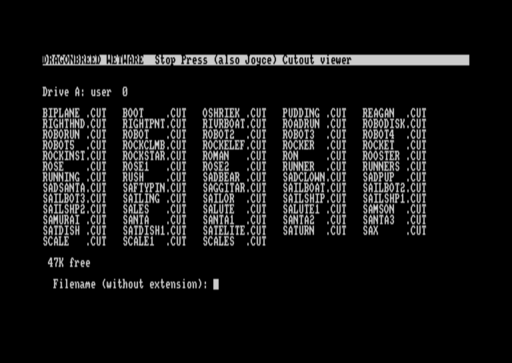 DRAGONBREED WETWARE  Stop Press (also Joyce) Cutout viewer
Drive A: user  0
BIPLANE .CUT  BOOT    .CUT  OSHRIEK .CUT  PUDDING .CUT  REAGAN  .CUT
RIGHTHND.CUT  RIGHTPNT.CUT  RIVRBOAT.CUT  ROADRUN .CUT  ROBODISK.CUT
ROBORUN .CUT  ROBOT   .CUT  ROBOT2  .CUT  ROBOT3  .CUT  ROBOT4  .CUT
ROBOT5  .CUT  ROCKCLMB.CUT  ROCKELEF.CUT  ROCKER  .CUT  ROCKET  .CUT
ROCKINST.CUT  ROCKSTAR.CUT  ROMAN   .CUT  RON     .CUT  ROOSTER .CUT
ROSE    .CUT  ROSE1   .CUT  ROSE2   .CUT  RUNNER  .CUT  RUNNERS .CUT
RUNNING .CUT  RUSH    .CUT  SADBEAR .CUT  SADCLOWN.CUT  SADPUP  .CUT
SADSANTA.CUT  SAFTYPIN.CUT  SAGGITAR.CUT  SAILBOAT.CUT  SAILBOT2.CUT
SAILBOT3.CUT  SAILING .CUT  SAILOR  .CUT  SAILSHIP.CUT  SAILSHP1.CUT
SAILSHP2.CUT  SALES   .CUT  SALUTE  .CUT  SALUTE1 .CUT  SAMSON  .CUT
SAMURAI .CUT  SANTA   .CUT  SANTA1  .CUT  SANTA2  .CUT  SANTA3  .CUT
SATDISH .CUT  SATDISH1.CUT  SATELITE.CUT  SATURN  .CUT  SAX     .CUT
SCALE   .CUT  SCALE1  .CUT  SCALES  .CUT
47K free
Filename (without extension):